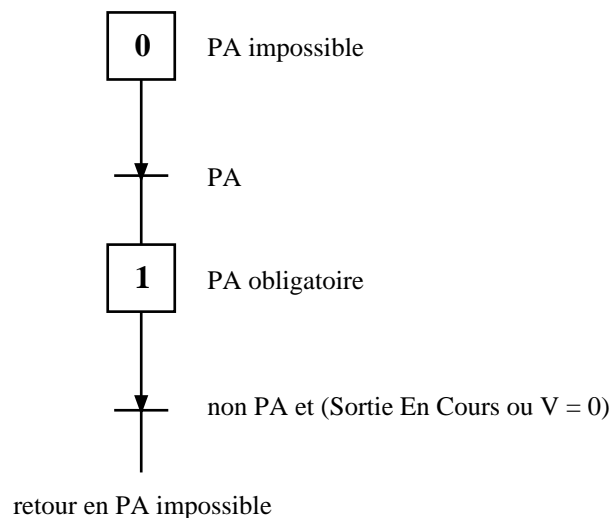 0 PA impossible
PA
1 PA obligatoire
non PA et (Sortie En Cours ou V = 0)
retour en PA impossible